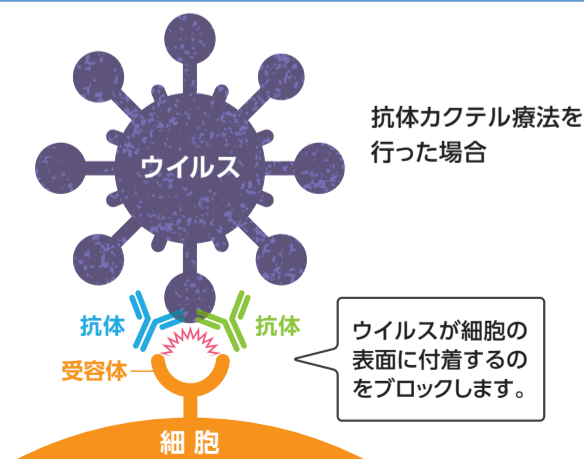 ウイルス
抗体カクテル療法を
行った場合
抗体
抗体
受容体
ウイルスが細胞の
表面に付着するの
をブロックします。
細胞